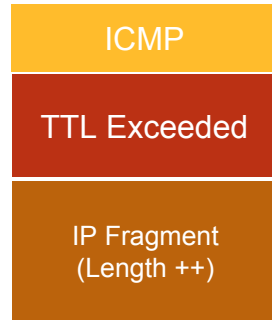 ICMP
TTL Exceeded
IP Fragment
(Length ++)